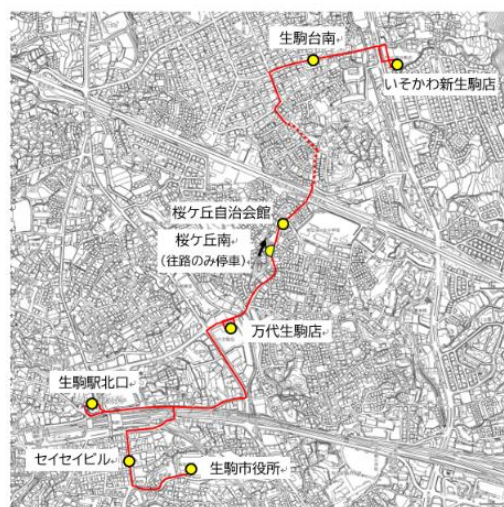 生駒台南
いそかわ新生駒店
桜ケ丘自治会館
桜ケ丘南
(往路のみ停車)
万代生駒店
生駒駅北口
セイセイビル
生駒市役所